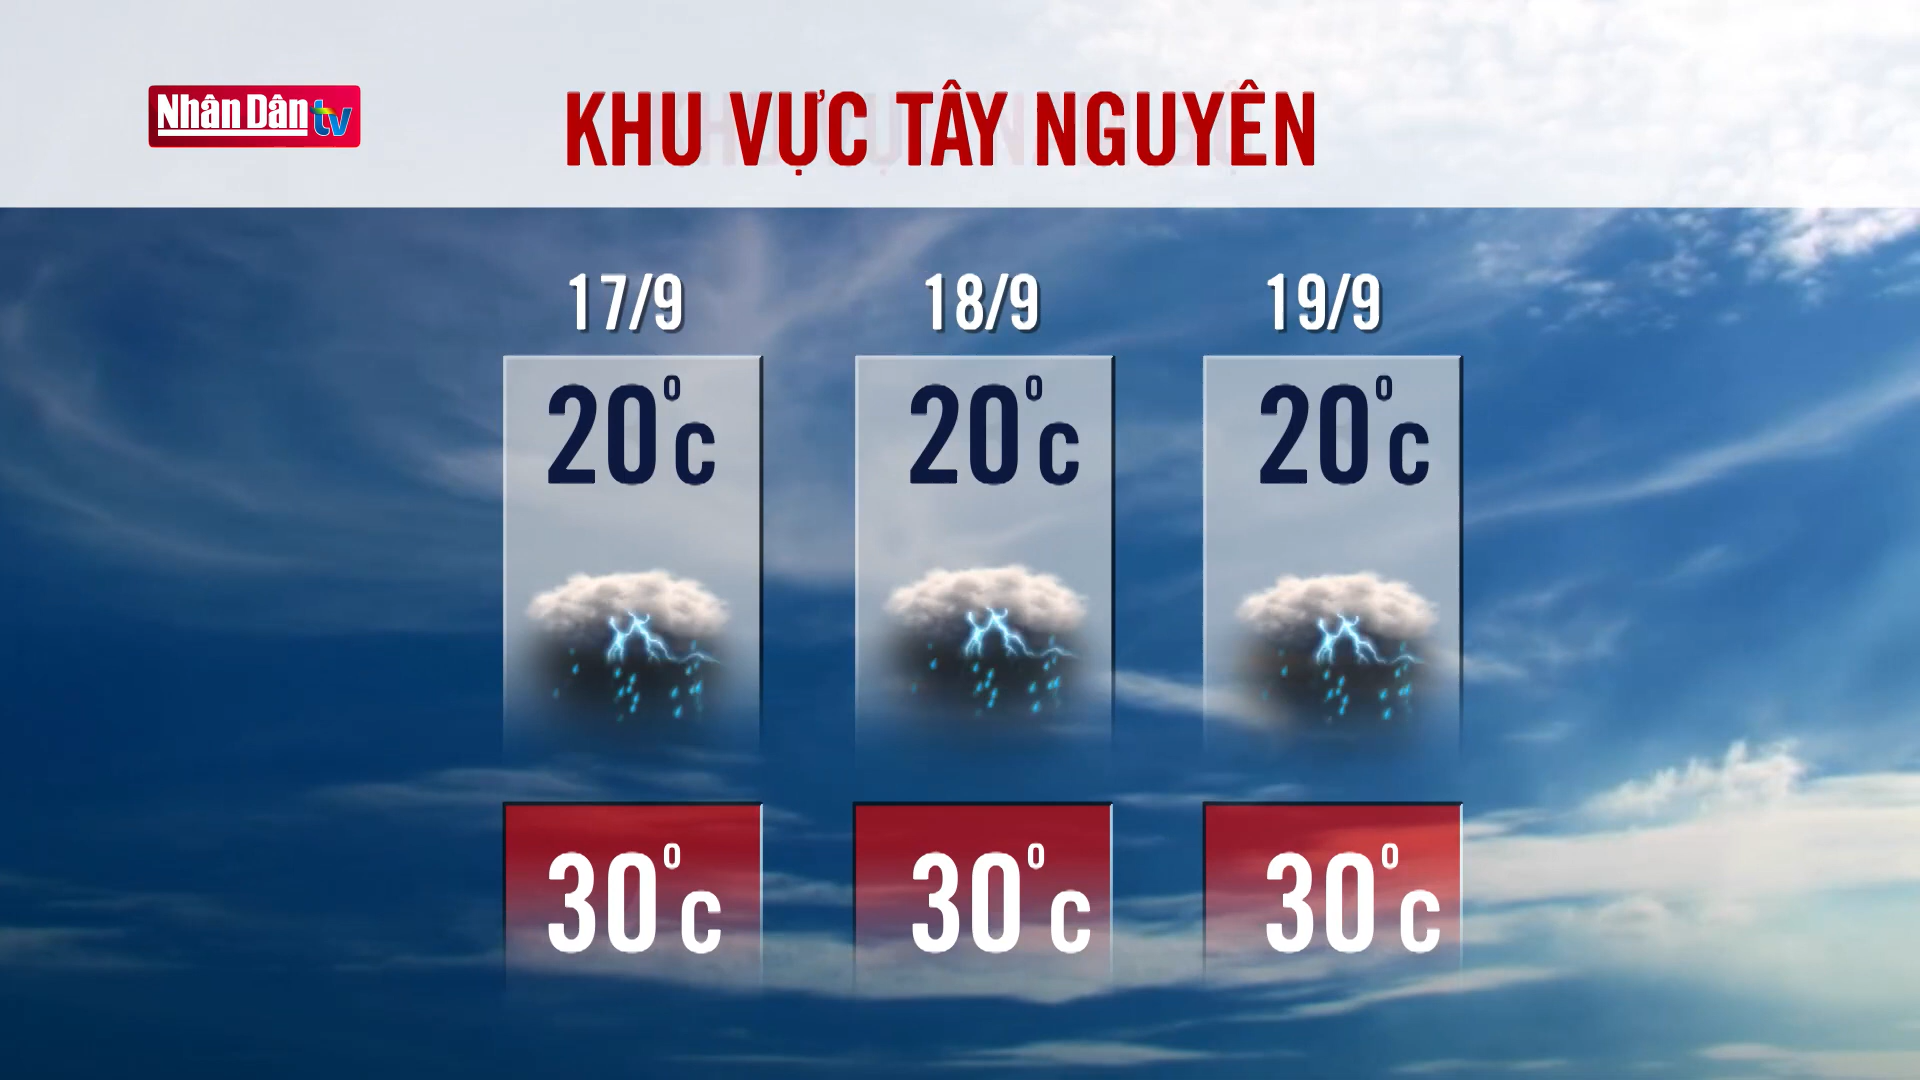 Nhân Dân tv
KHU VỰC TÂY NGUYÊN
17/9 18/9 19/9
20°C 20°C 20°C
30°C 30°C 30°C